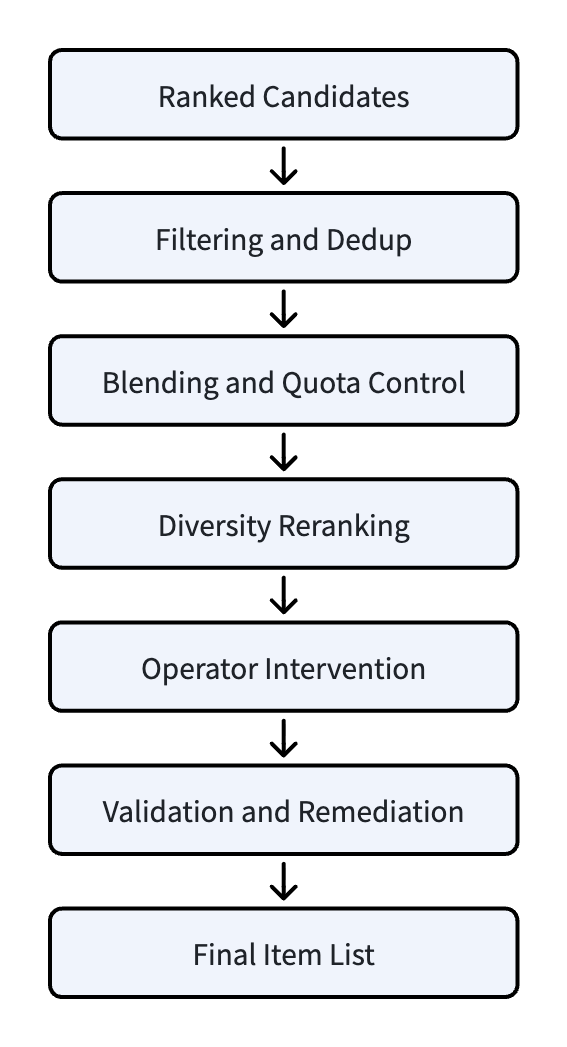 Ranked Candidates
Filtering and Dedup
Blending and Quota Control
Diversity Reranking
Operator Intervention
Validation and Remediation
Final Item List